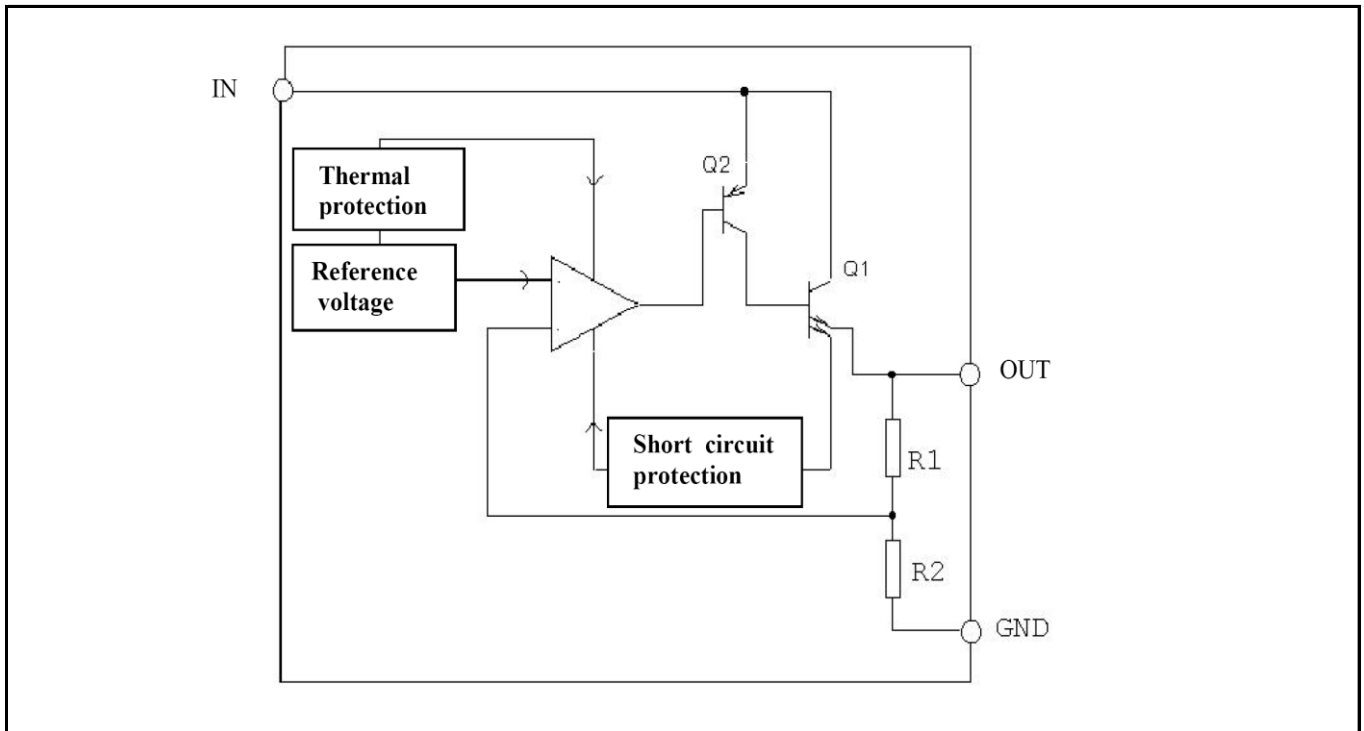 IN
Thermal
protection
Q2
Reference
voltage
Q1
OUT
Short circuit
protection
R1
R2
GND